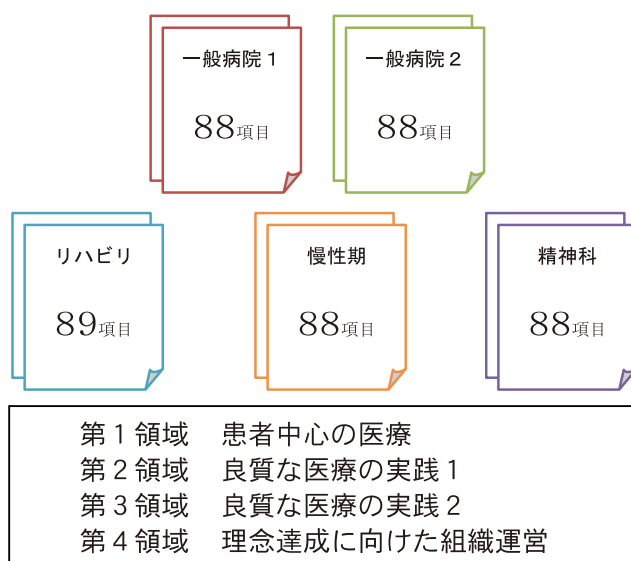 一般病院1
88項目
一般病院2
88項目
リハビリ
89項目
慢性期
88項目
精神科
88項目
第1領域 患者中心の医療
第2領域 良質な医療の実践1
第3領域 良質な医療の実践2
第4領域 理念達成に向けた組織運営